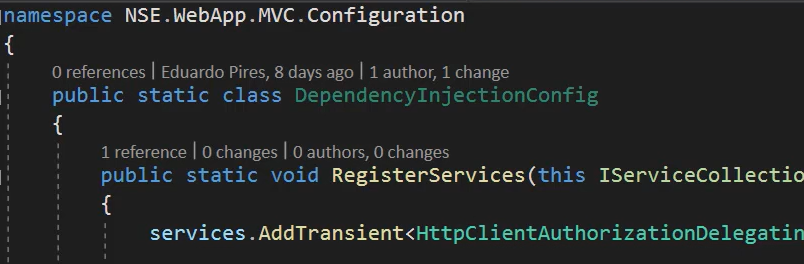 namespace NSE.WebApp.MVC.Configuration
{
0 references | Eduardo Pires, 8 days ago | 1 author, 1 change
public static class DependencyInjectionConfig
{
1 reference | 0 changes | 0 authors, 0 changes
public static void RegisterServices(this IServiceCollectio
{
services.AddTransient<HttpClientAuthorizationDelegatin